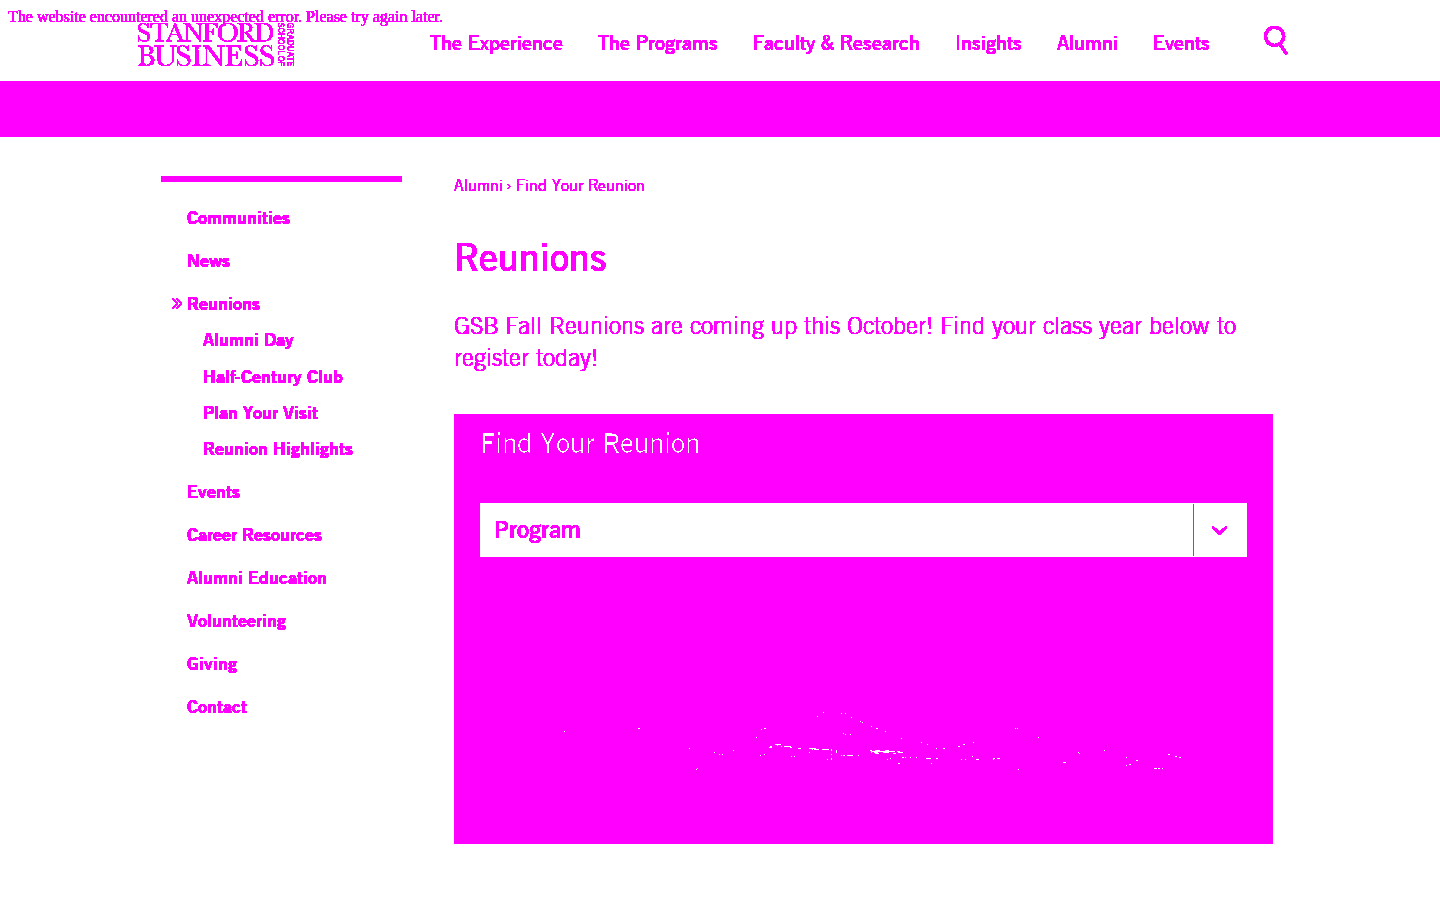 The website encountered an unexpected error. Please try again later.
STANFORD
BUSINESS
GRADUATE
SCHOOL OF
The Experience
The Programs
Faculty & Research
Insights
Alumni
Events
Alumni › Find Your Reunion
Communities
News
» Reunions
Alumni Day
Half-Century Club
Plan Your Visit
Reunion Highlights
Events
Career Resources
Alumni Education
Volunteering
Giving
Contact
Reunions
GSB Fall Reunions are coming up this October! Find your class year below to
register today!
Find Your Reunion
Program